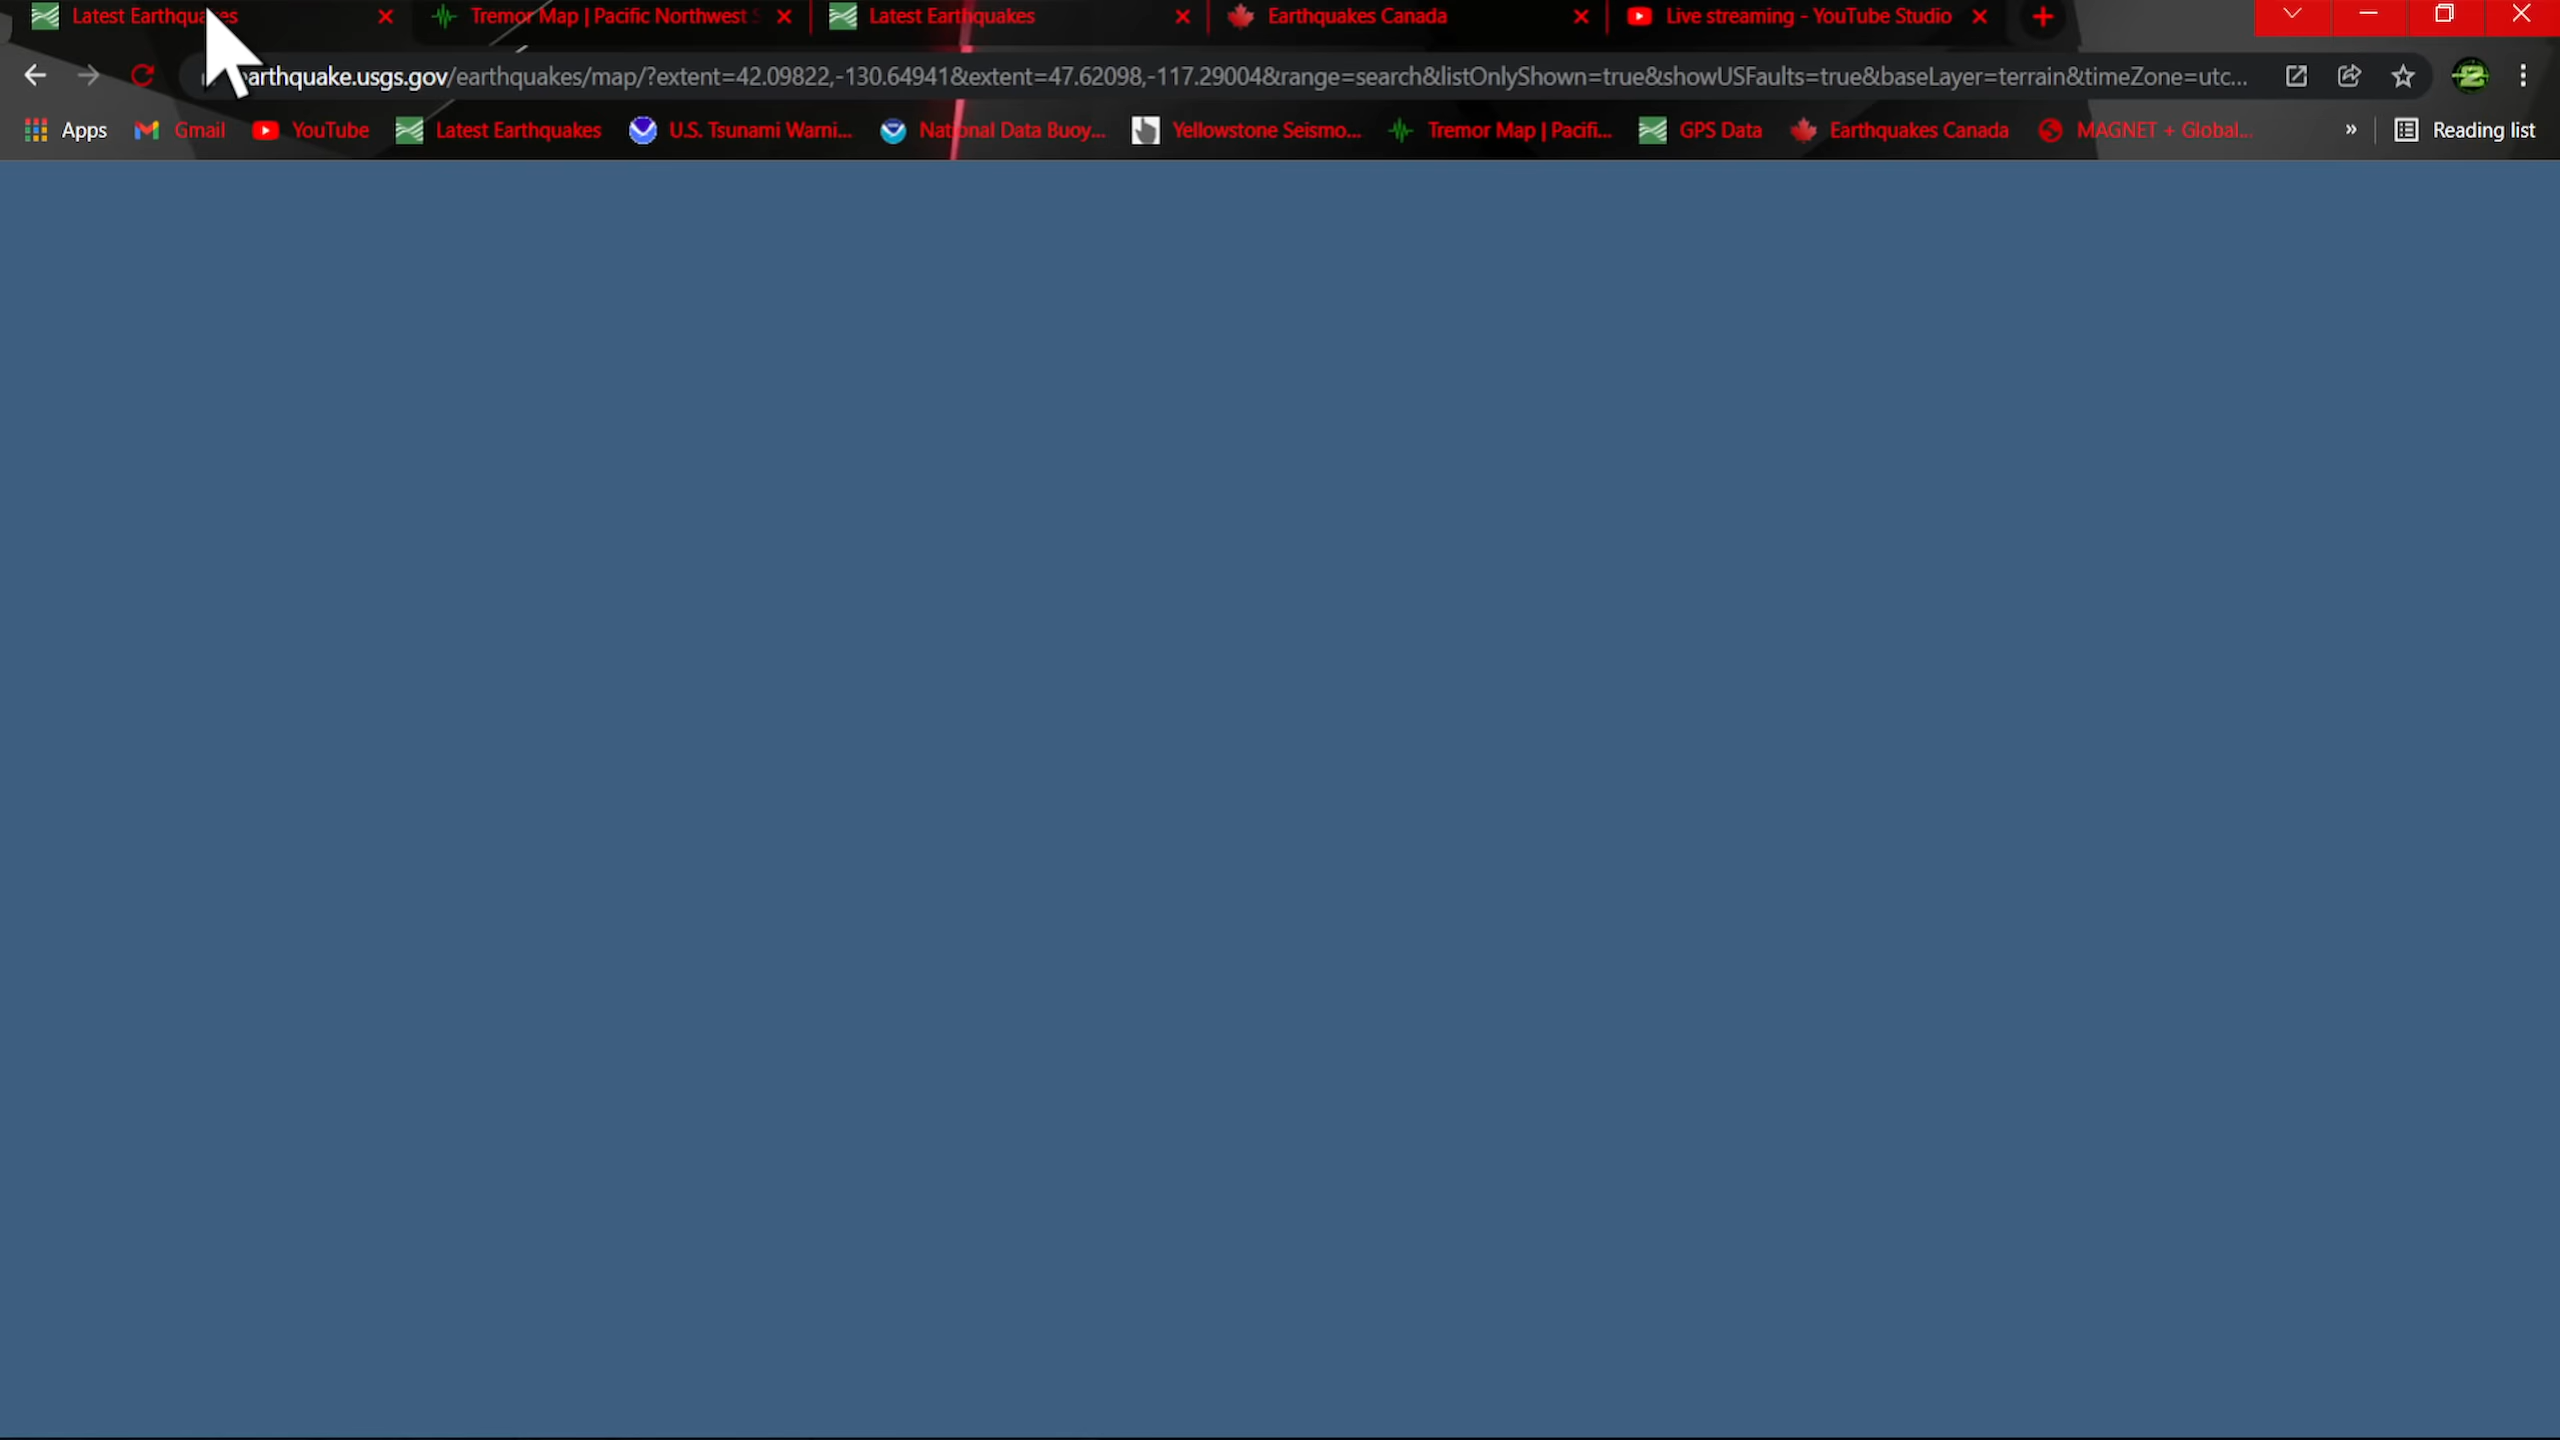 Latest Earthquakes Tremor Map | Pacific Northwest S Latest Earthquakes Earthquakes Canada Live streaming - YouTube Studio
arthquake.usgs.gov/earthquakes/map/?extent=42.09822,-130.64941&extent=47.62098,-117.29004&range=search&listOnlyShown=true&showUSFaults=true&baseLayer=terrain&timeZone=utc...
Apps Gmail YouTube Latest Earthquakes U.S. Tsunami Warni... National Data Buoy... Yellowstone Seismo... Tremor Map | Pacifi... GPS Data Earthquakes Canada MAGNET + Global... » Reading list